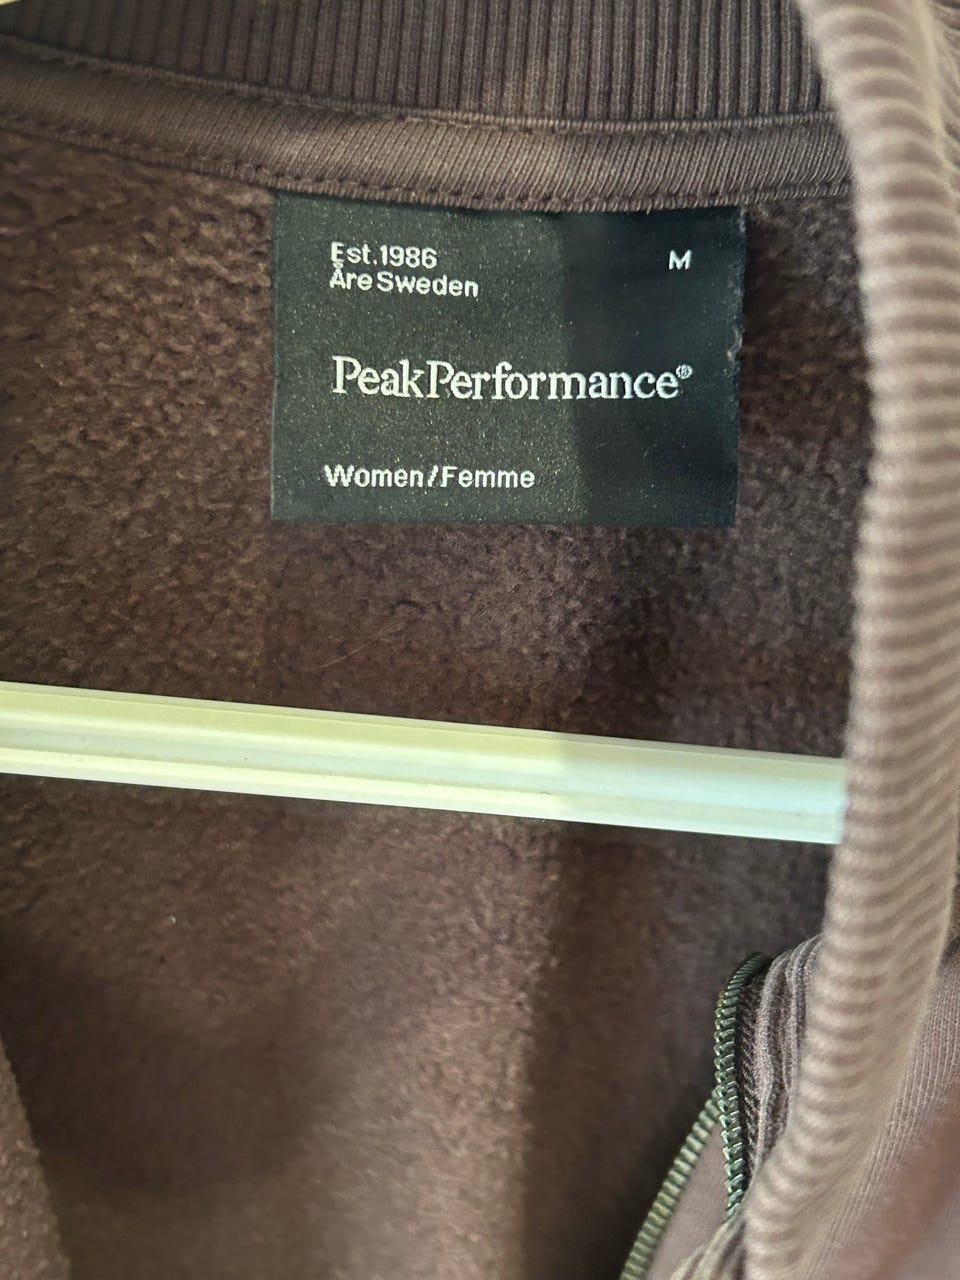 Est.1986
M
Åre Sweden
PeakPerformance®
Women/Femme